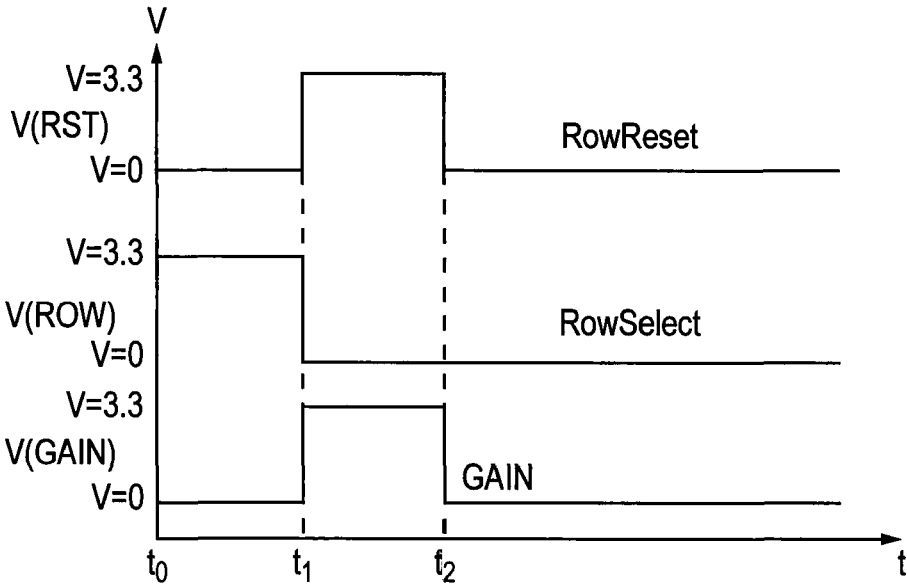 V
V=3.3
V(RST)
RowReset
V=0
V=3.3
V(ROW)
RowSelect
V=0
V=3.3
V(GAIN)
GAIN
V=0
t0 t1 t2 t